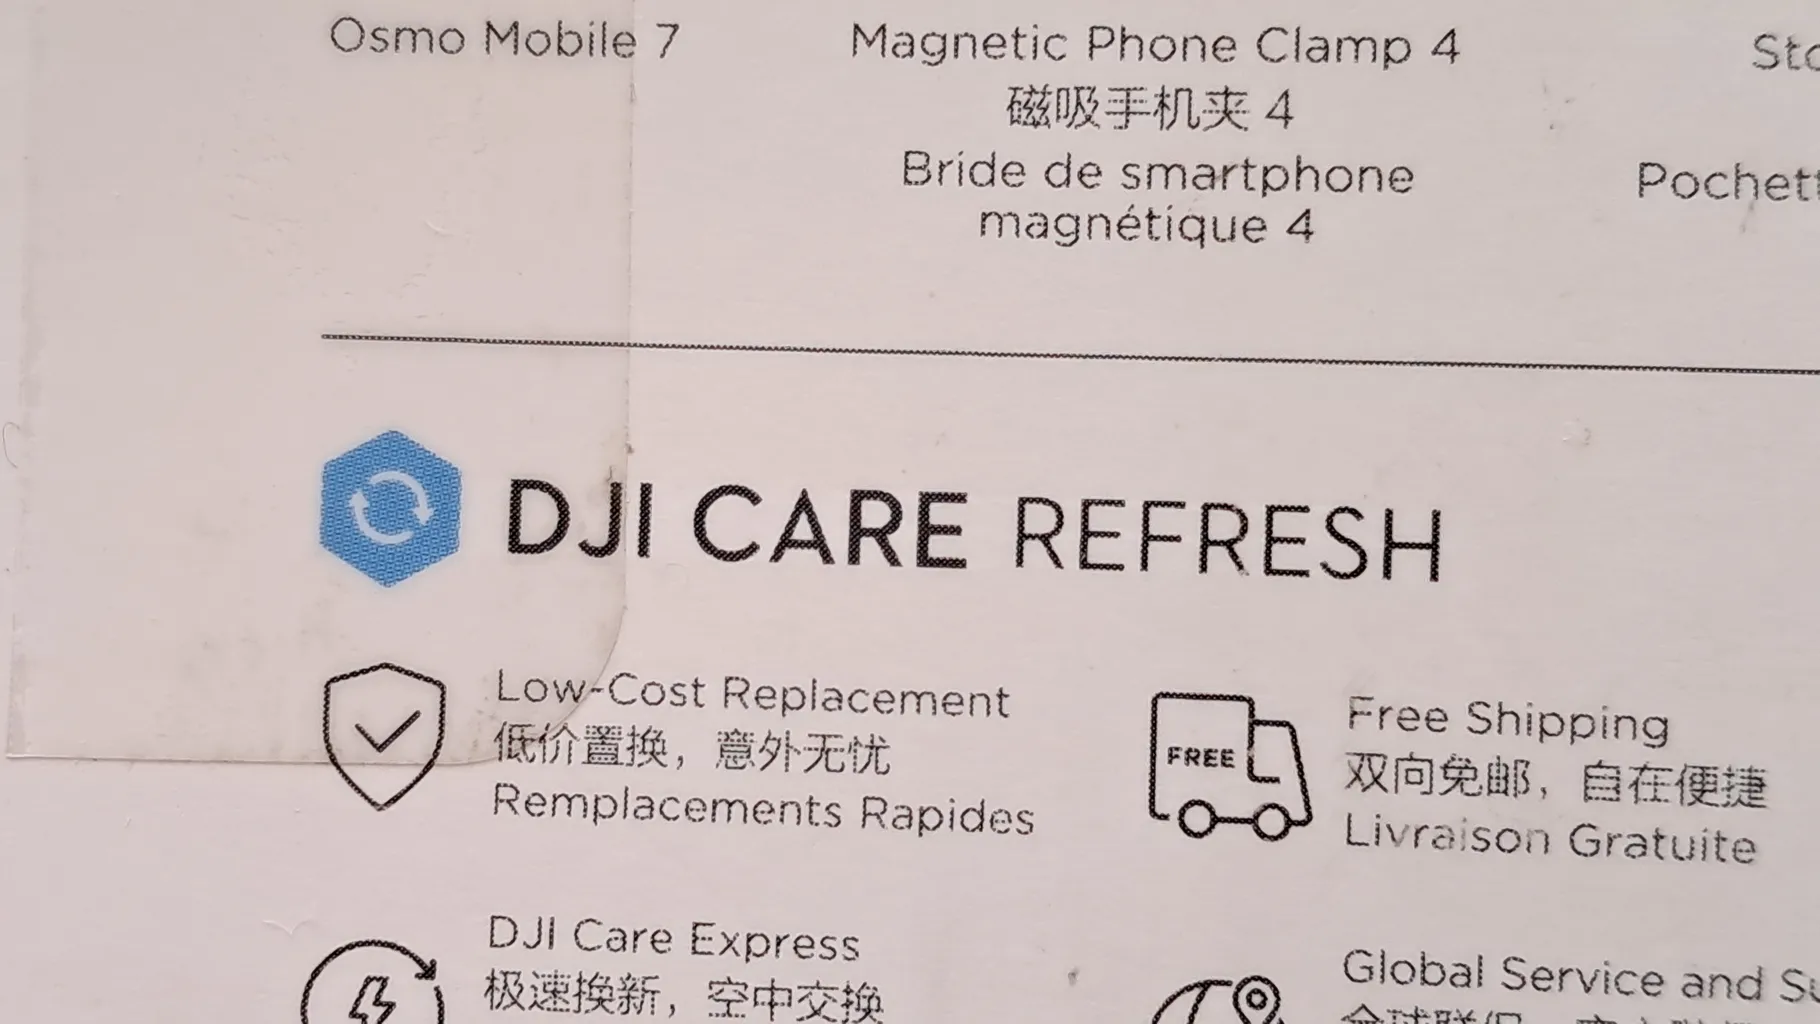 Osmo Mobile 7
Magnetic Phone Clamp 4
磁吸手机夹 4
Bride de smartphone
magnétique 4
DJI CARE REFRESH
Low-Cost Replacement
低价置换，意外无忧
Remplacements Rapides
FREE
Free Shipping
双向免邮，自在便捷
Livraison Gratuite
DJI Care Express
极速换新，空中交换
Global Service and